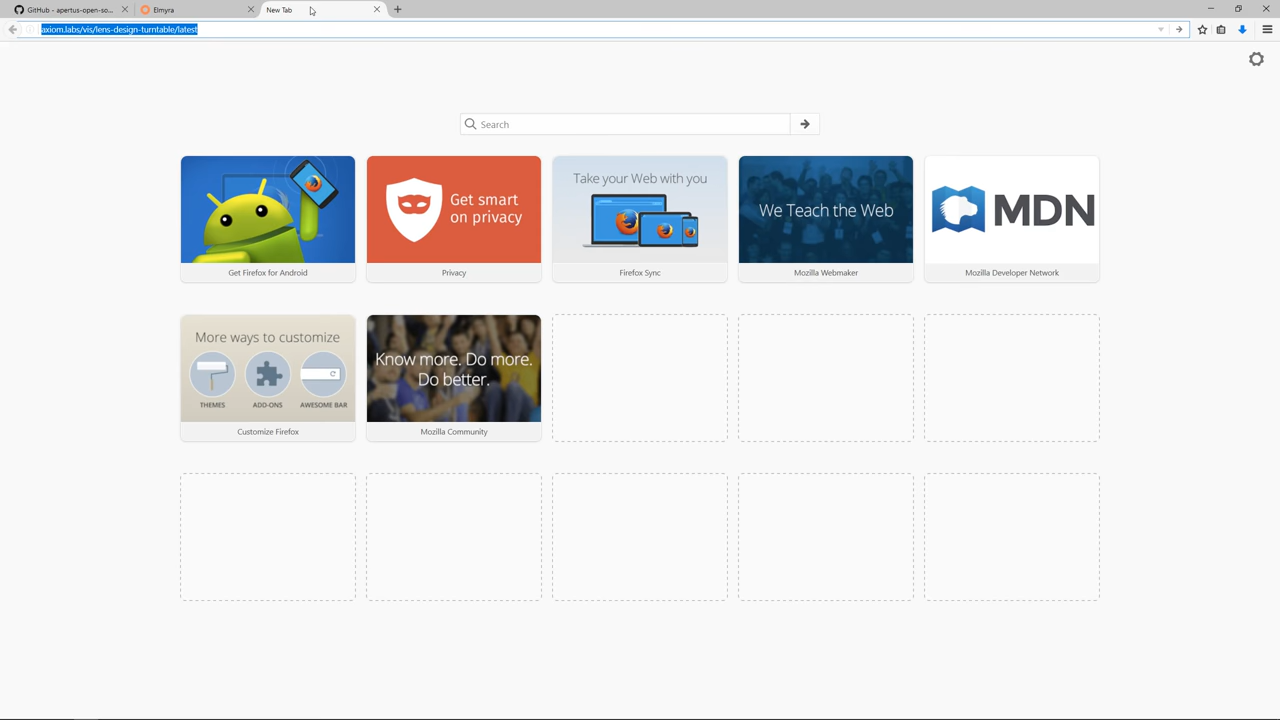 GitHub - apertus-open-so...
Elmyra
New Tab
axiom.labs/vis/lens-design-turntable/latest
Search
Get Firefox for Android
Get smart
on privacy
Privacy
Take your Web with you
Firefox Sync
We Teach the Web
Mozilla Webmaker
MDN
Mozilla Developer Network
More ways to customize
THEMES
ADD-ONS
AWESOME BAR
Customize Firefox
Know more. Do more.
Do better.
Mozilla Community